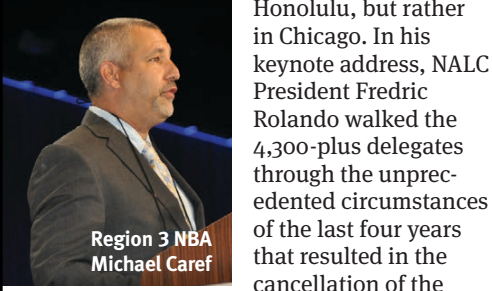 Region 3 NBA
Michael Caref
Honolulu, but rather
in Chicago. In his
keynote address, NALC
President Fredric
Rolando walked the
4,300-plus delegates
through the unprec-
edented circumstances
of the last four years
that resulted in the
cancellation of the